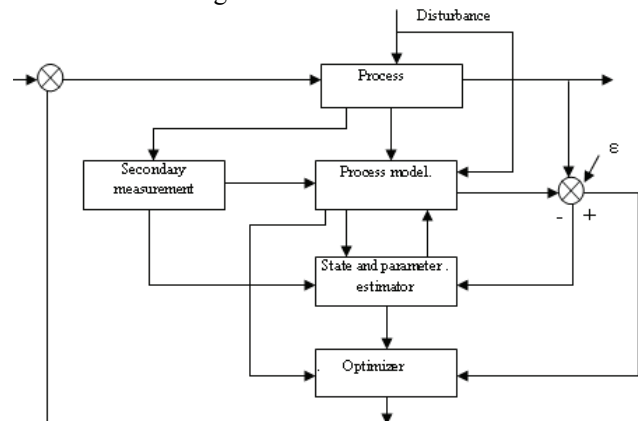 Disturbance
Process
ε
Secondary
measurement
Process model.
- +
State and parameter .
estimator
. Optimizer